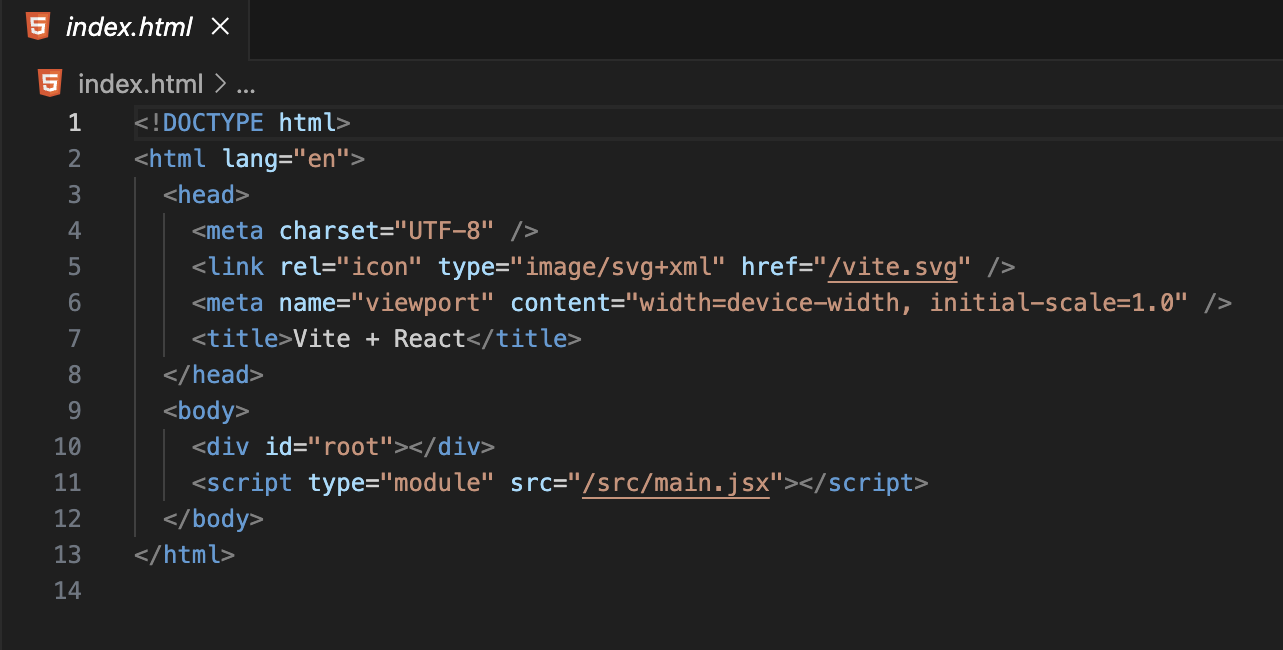 index.html ×
index.html > ...
1 <!DOCTYPE html>
2 <html lang="en">
3   <head>
4     <meta charset="UTF-8" />
5     <link rel="icon" type="image/svg+xml" href="/vite.svg" />
6     <meta name="viewport" content="width=device-width, initial-scale=1.0" />
7     <title>Vite + React</title>
8   </head>
9   <body>
10     <div id="root"></div>
11     <script type="module" src="/src/main.jsx"></script>
12   </body>
13 </html>
14